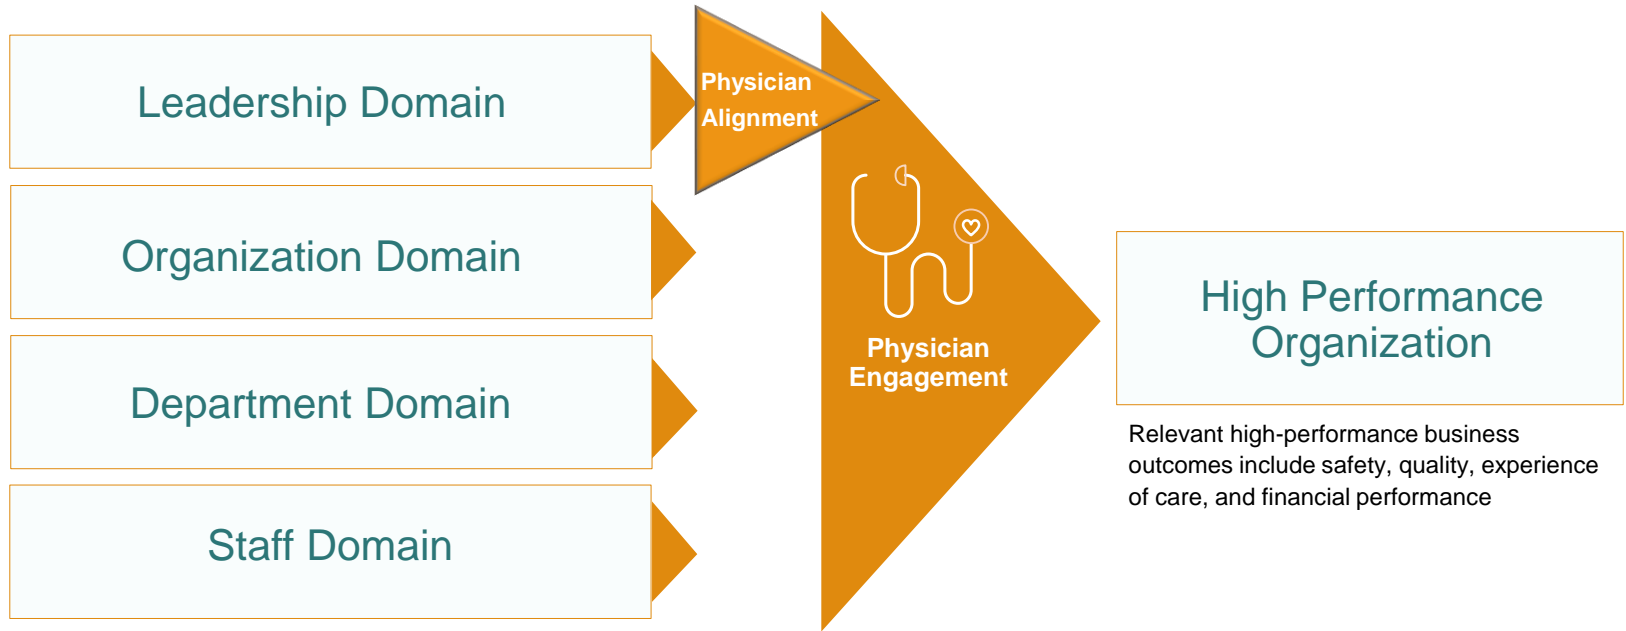 Leadership Domain
Physician
Alignment
Organization Domain
Department Domain
Staff Domain
Physician
Engagement
High Performance
Organization
Relevant high-performance business
outcomes include safety, quality, experience
of care, and financial performance